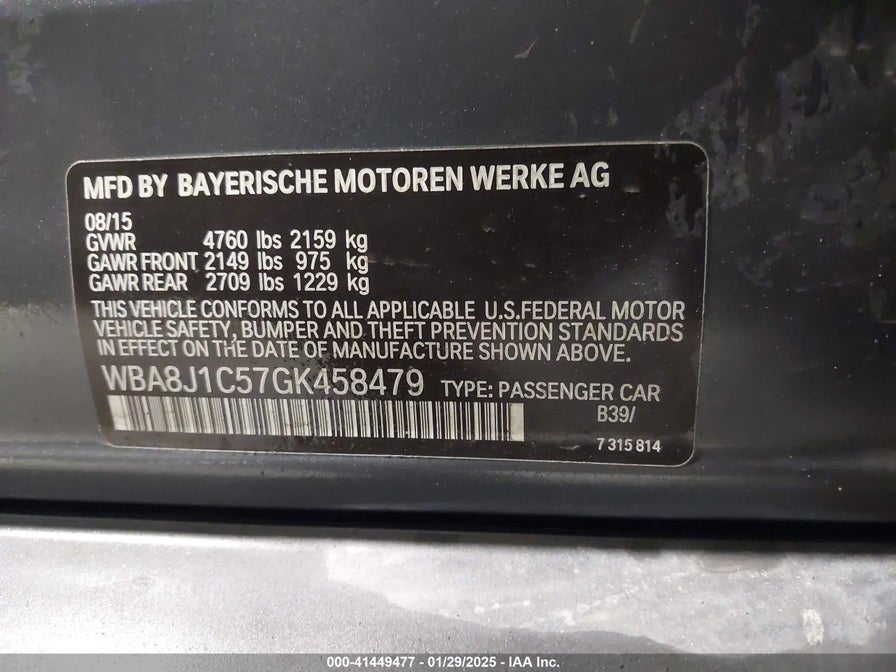 MFD BY BAYERISCHE MOTOREN WERKE AG
08/15
GVWR 4760 lbs 2159 kg
GAWR FRONT 2149 lbs 975 kg
GAWR REAR 2709 lbs 1229 kg
THIS VEHICLE CONFORMS TO ALL APPLICABLE U.S.FEDERAL MOTOR
VEHICLE SAFETY, BUMPER AND THEFT PREVENTION STANDARDS
IN EFFECT ON THE DATE OF MANUFACTURE SHOWN ABOVE.
WBA8J1C57GK458479 TYPE: PASSENGER CAR
B39/
7 315 814
000-41449477 - 01/29/2025 - IAA Inc.